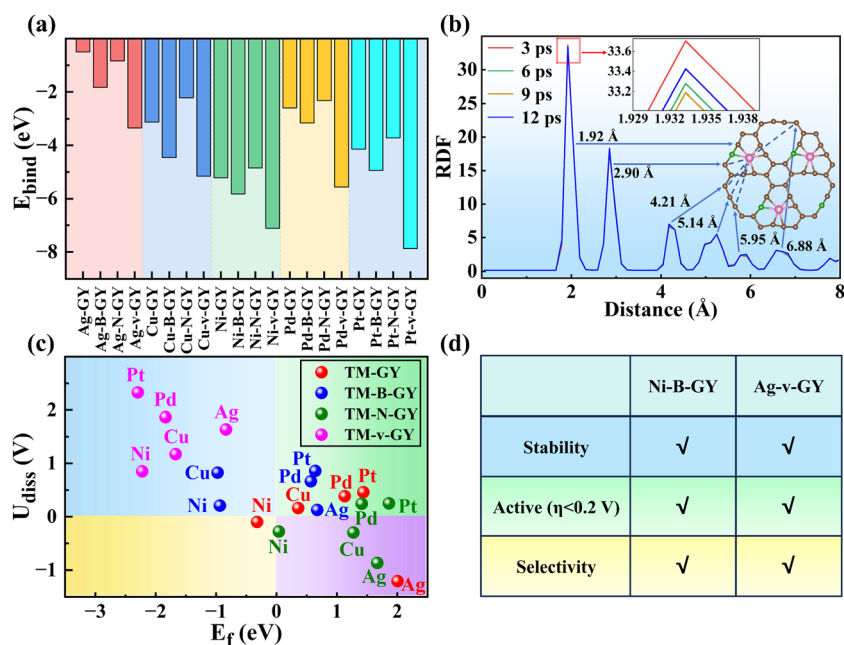 (a)
E_bind (eV)
0
−2
−4
−6
−8
Ag-GY
Ag-B-GY
Ag-N-GY
Ag-v-GY
Cu-GY
Cu-B-GY
Cu-N-GY
Cu-v-GY
Ni-GY
Ni-B-GY
Ni-N-GY
Ni-v-GY
Pd-GY
Pd-B-GY
Pd-N-GY
Pd-v-GY
Pt-GY
Pt-B-GY
Pt-N-GY
Pt-v-GY
(b)
RDF
35
30
25
20
15
10
5
0
3 ps
6 ps
9 ps
12 ps
33.6
33.3
33.0
1.929 1.932 1.935 1.938
1.92 Å
2.90 Å
4.21 Å
5.14 Å
5.95 Å
6.88 Å
0 2 4 6 8
Distance (Å)
(c)
U_diss (V)
2
1
0
−1
TM-GY
TM-B-GY
TM-N-GY
TM-v-GY
Pt
Pd
Ag
Cu
Ni
Cu
Ni
Pt
Pd
Ag
Ni
Cu
Pd
Pt
Ag
Ni
Pd
Pt
Cu
Ag
−3 −2 −1 0 1 2
E_f (eV)
(d)
Ni-B-GY Ag-v-GY
Stability √ √
Active (η<0.2 V) √ √
Selectivity √ √